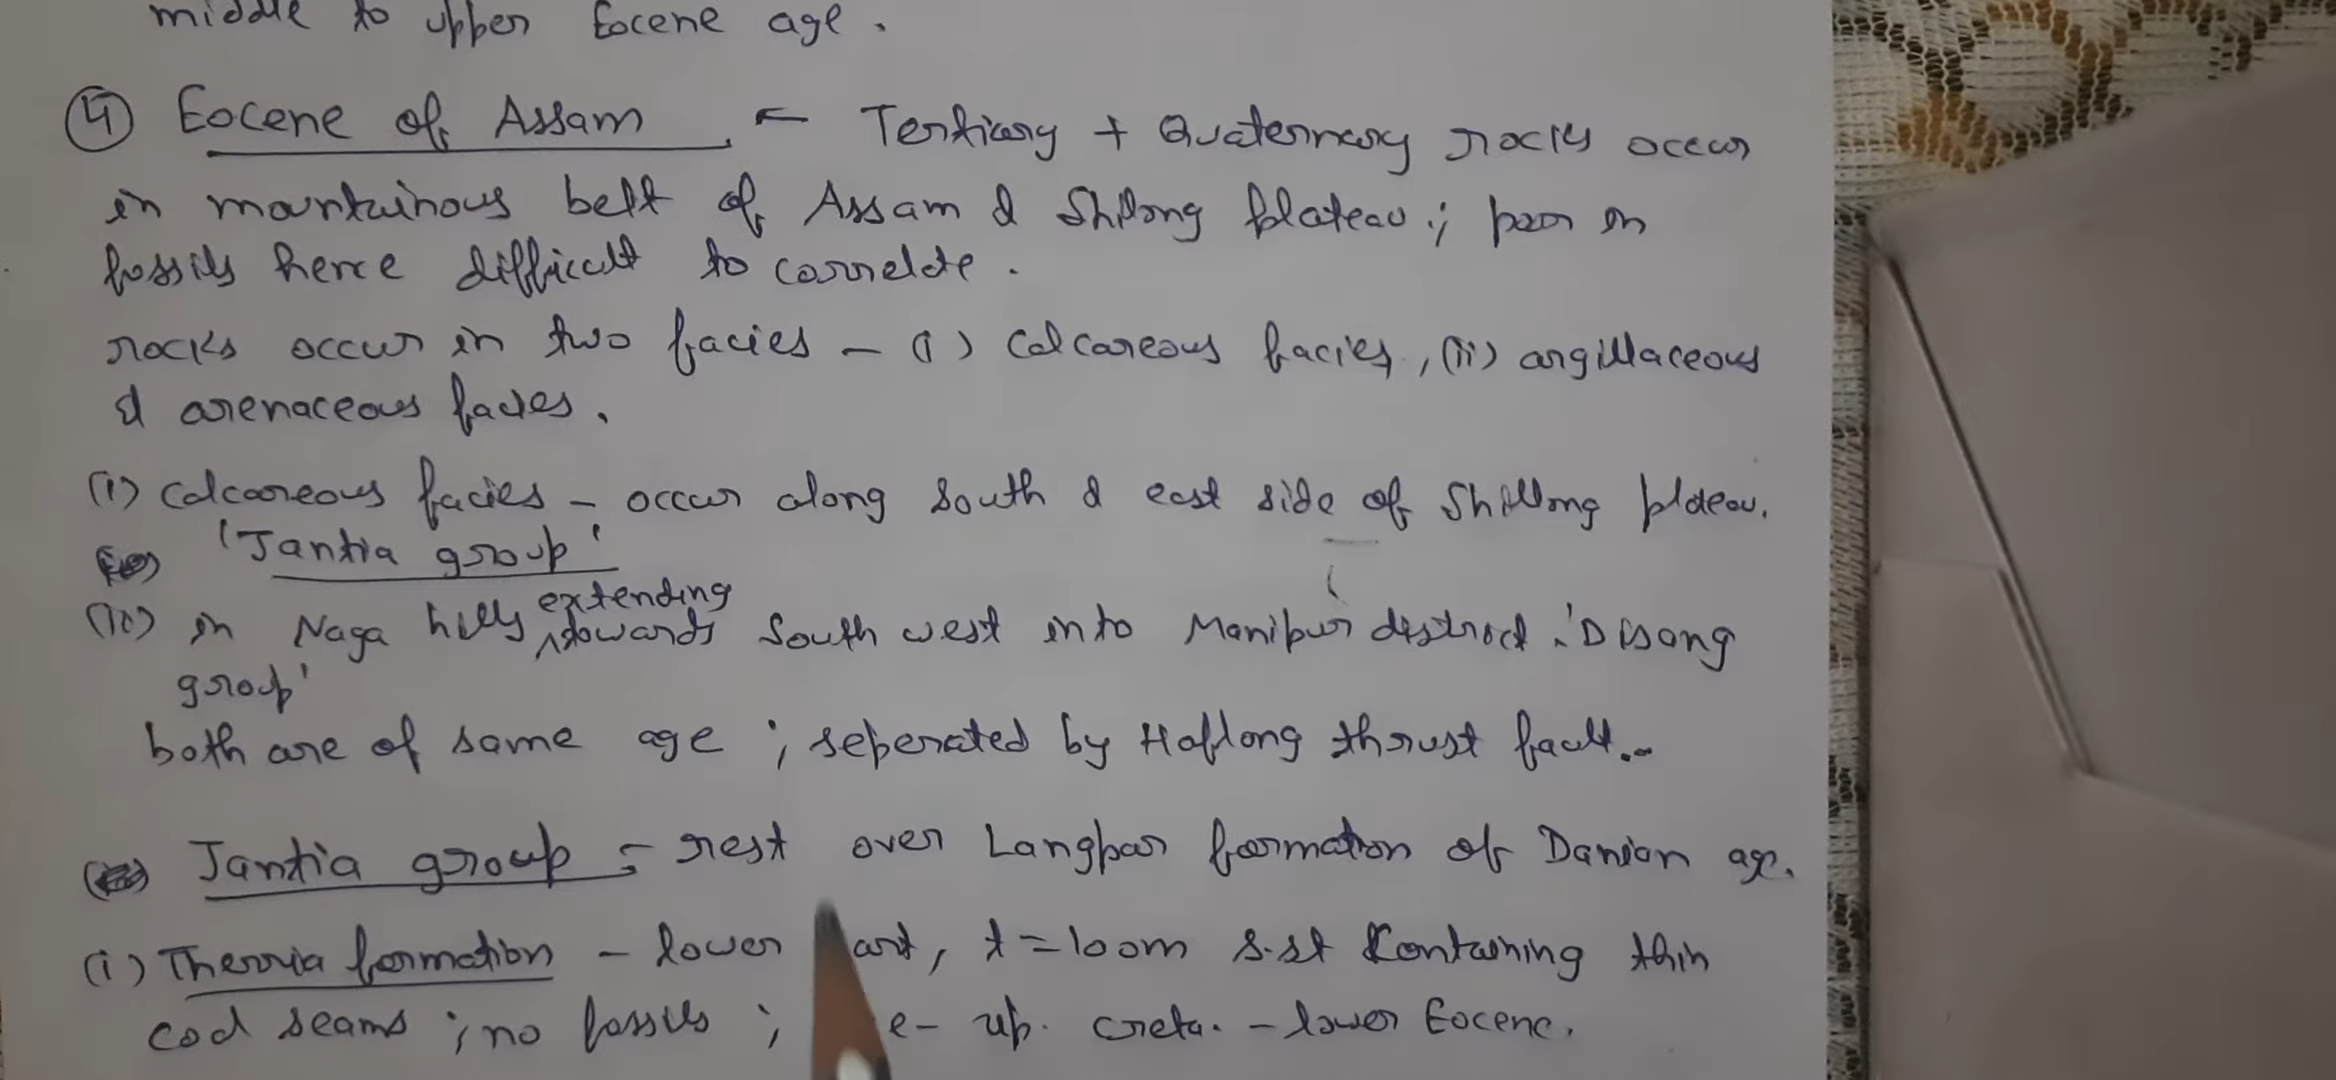 middle to upper Eocene age.
④ Eocene of Assam :- Tertiary + Quaternary rocks occur
in mountainous belt of Assam & Shillong plateau; poor in
fossils hence difficult to correlate.
rocks occur in two facies - (i) calcareous facies, (ii) argillaceous
& arenaceous facies.
(i) calcareous facies - occur along south & east side of Shillong plateau.
'Jantia group'
(ii) in Naga hills extending towards South west into Manipur district. 'Disang
group'
both are of same age ; seperated by Haflong thrust fault.
Jantia group :- rest over Langpar formation of Danian age.
(i) Therria formation - lower art, t=100m s.st containing thin
coal seams ; no fossils ; e- up. creta. - lower Eocene.